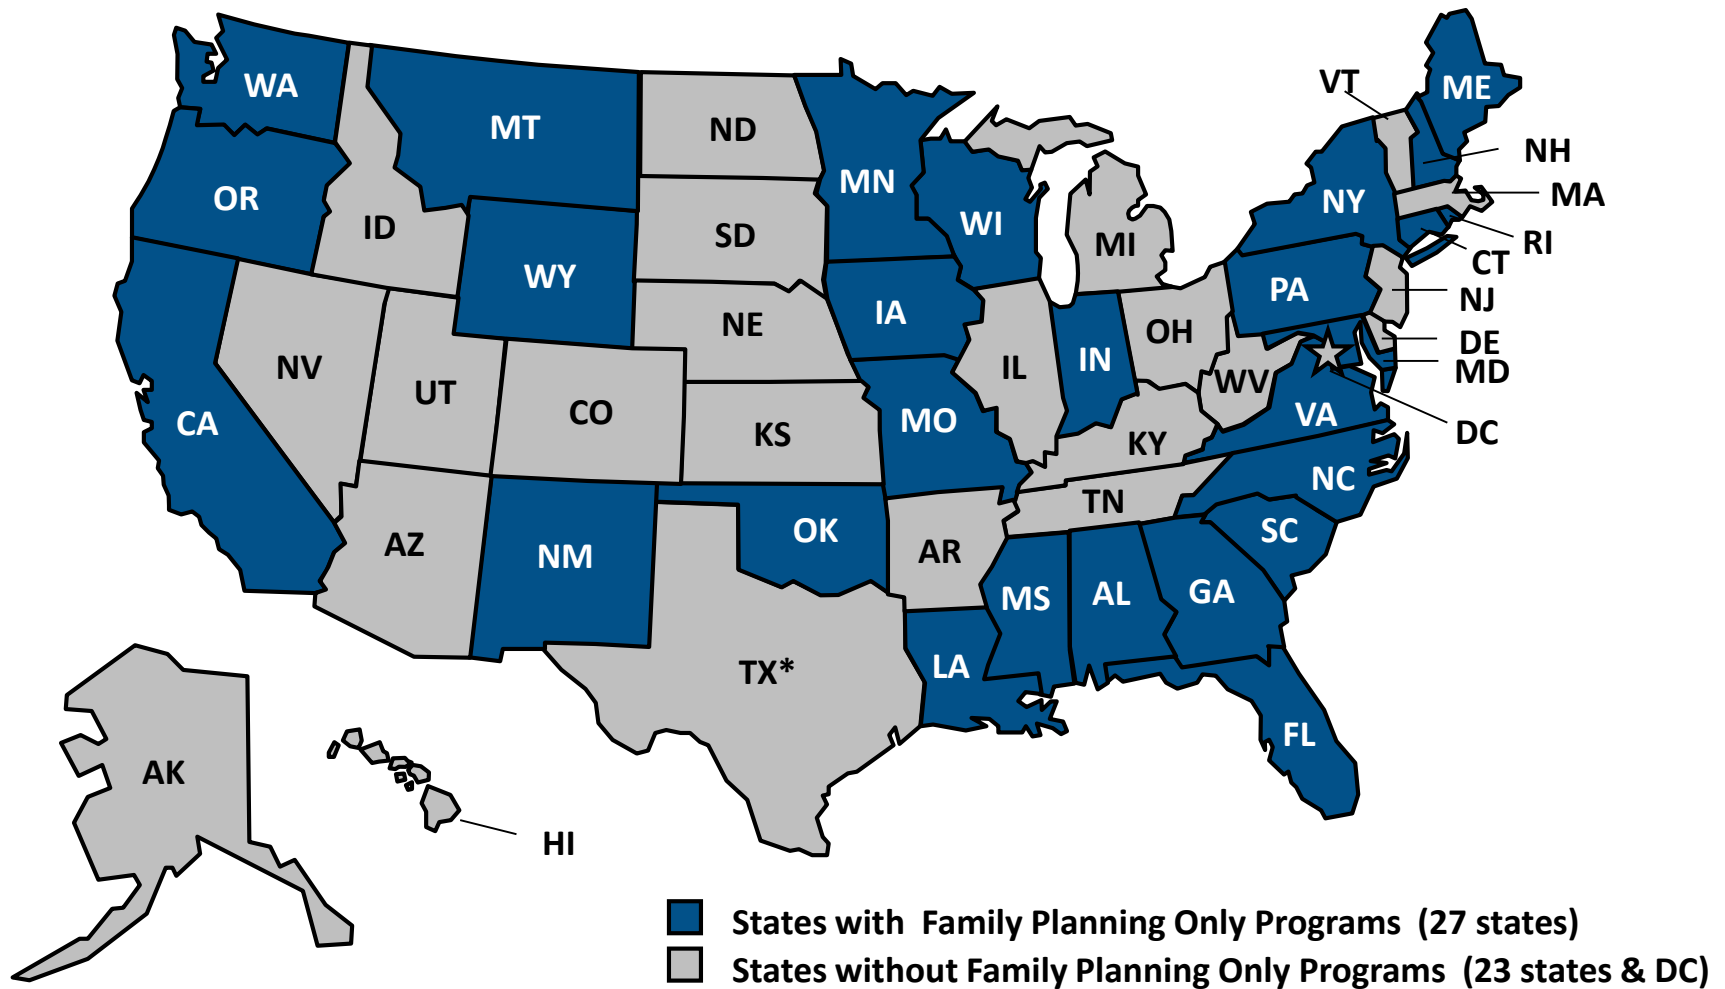 WA
MT
ND
MN
VT
ME
OR
ID
SD
WI
MI
NY
NH
MA
RI
CT
WY
NE
IA
PA
NJ
NV
UT
CO
KS
IL
IN
OH
WV
DE
MD
CA
MO
KY
VA
DC
AZ
NM
OK
AR
TN
NC
SC
MS
AL
GA
TX*
LA
FL
AK
HI
States with Family Planning Only Programs (27 states)
States without Family Planning Only Programs (23 states & DC)